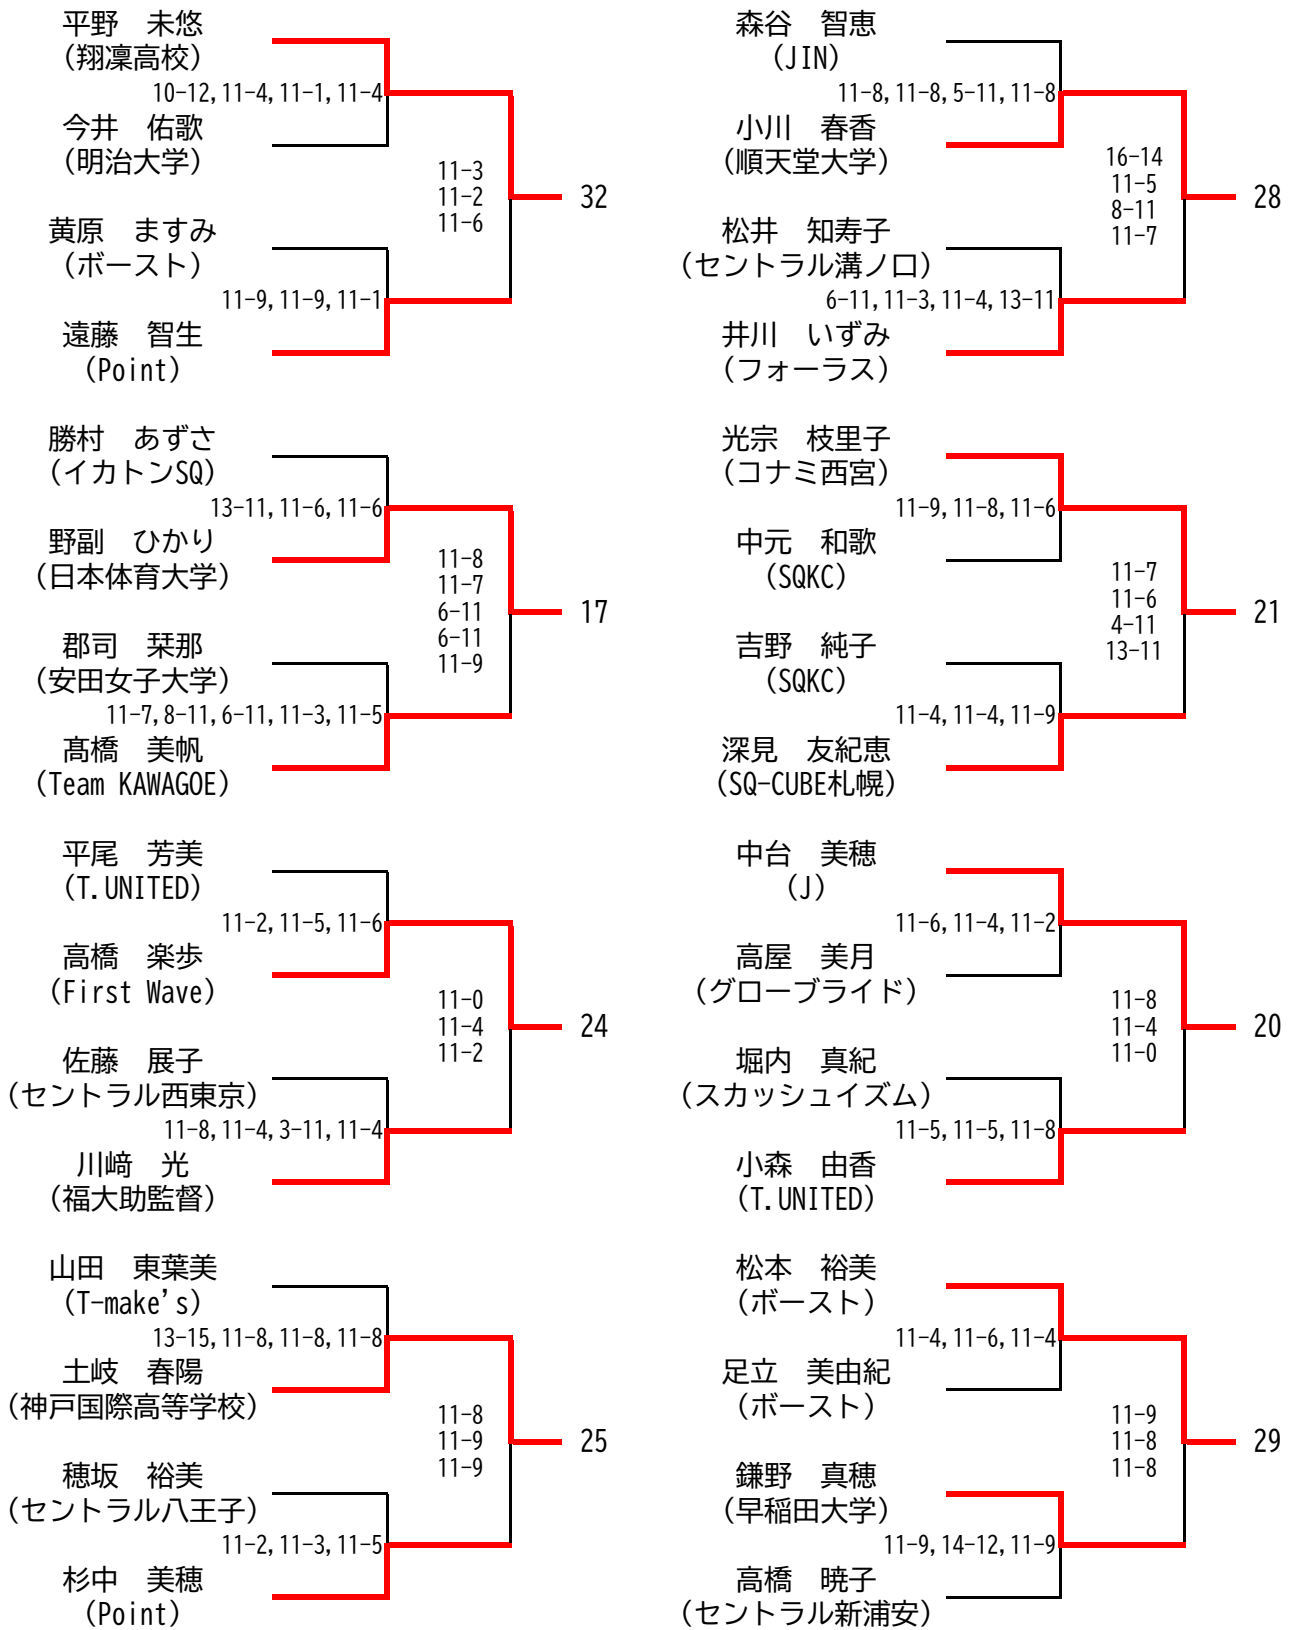 平野　未悠
(翔凜高校)
10-12,11-4,11-1,11-4
今井　佑歌
(明治大学)
11-3
11-2
11-6
32
黄原　ますみ
(ボースト)
11-9,11-9,11-1
遠藤　智生
(Point)
勝村　あずさ
(イカトンSQ)
13-11,11-6,11-6
野副　ひかり
(日本体育大学)
11-8
11-7
6-11
6-11
11-9
17
郡司　栞那
(安田女子大学)
11-7,8-11,6-11,11-3,11-5
髙橋　美帆
(Team KAWAGOE)
平尾　芳美
(T.UNITED)
11-2,11-5,11-6
高橋　楽歩
(First Wave)
11-0
11-4
11-2
24
佐藤　展子
(セントラル西東京)
11-8,11-4,3-11,11-4
川﨑　光
(福大助監督)
山田　東葉美
(T-make's)
13-15,11-8,11-8,11-8
土岐　春陽
(神戸国際高等学校)
11-8
11-9
11-9
25
穂坂　裕美
(セントラル八王子)
11-2,11-3,11-5
杉中　美穂
(Point)
森谷　智恵
(JIN)
11-8,11-8,5-11,11-8
小川　春香
(順天堂大学)
16-14
11-5
8-11
11-7
28
松井　知寿子
(セントラル溝ノ口)
6-11,11-3,11-4,13-11
井川　いずみ
(フォーラス)
光宗　枝里子
(コナミ西宮)
11-9,11-8,11-6
中元　和歌
(SQKC)
11-7
11-6
4-11
13-11
21
吉野　純子
(SQKC)
11-4,11-4,11-9
深見　友紀恵
(SQ-CUBE札幌)
中台　美穂
(J)
11-6,11-4,11-2
高屋　美月
(グローブライド)
11-8
11-4
11-0
20
堀内　真紀
(スカッシュイズム)
11-5,11-5,11-8
小森　由香
(T.UNITED)
松本　裕美
(ボースト)
11-4,11-6,11-4
足立　美由紀
(ボースト)
11-9
11-8
11-8
29
鎌野　真穂
(早稲田大学)
11-9,14-12,11-9
高橋　暁子
(セントラル新浦安)